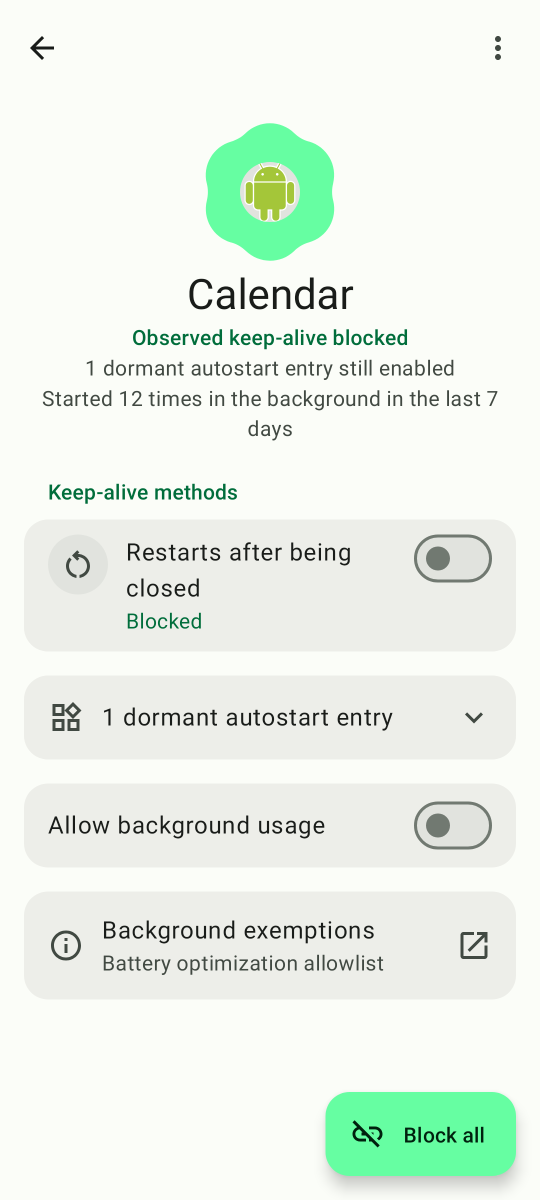 Calendar
Observed keep-alive blocked
1 dormant autostart entry still enabled
Started 12 times in the background in the last 7
days
Keep-alive methods
Restarts after being
closed
Blocked
1 dormant autostart entry
Allow background usage
Background exemptions
Battery optimization allowlist
Block all